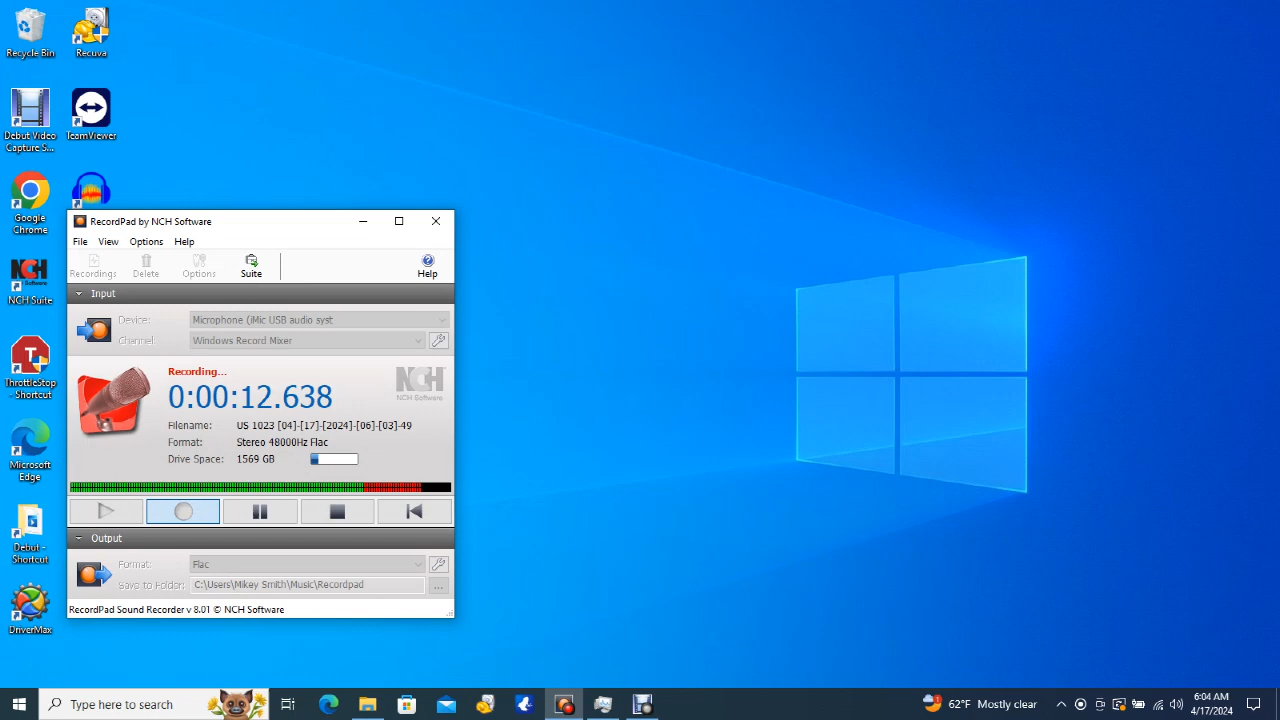 Recycle Bin
Recuva
Debut Video
Capture S...
TeamViewer
Google
Chrome
NCH
Software
NCH Suite
ThrottleStop
- Shortcut
Microsoft
Edge
Debut -
Shortcut
DriverMax
RecordPad by NCH Software
File View Options Help
Recordings Delete Options Suite Help
Input
Device: Microphone (iMic USB audio syst
Channel: Windows Record Mixer
Recording...
0:00:12.638
NCH
NCH Software
Filename: US 1023 [04]-[17]-[2024]-[06]-[03]-49
Format: Stereo 48000Hz Flac
Drive Space: 1569 GB
Output
Format: Flac
Save to Folder: C:\Users\Mikey Smith\Music\Recordpad
...
RecordPad Sound Recorder v 8.01 © NCH Software
Type here to search
62°F Mostly clear
6:04 AM
4/17/2024